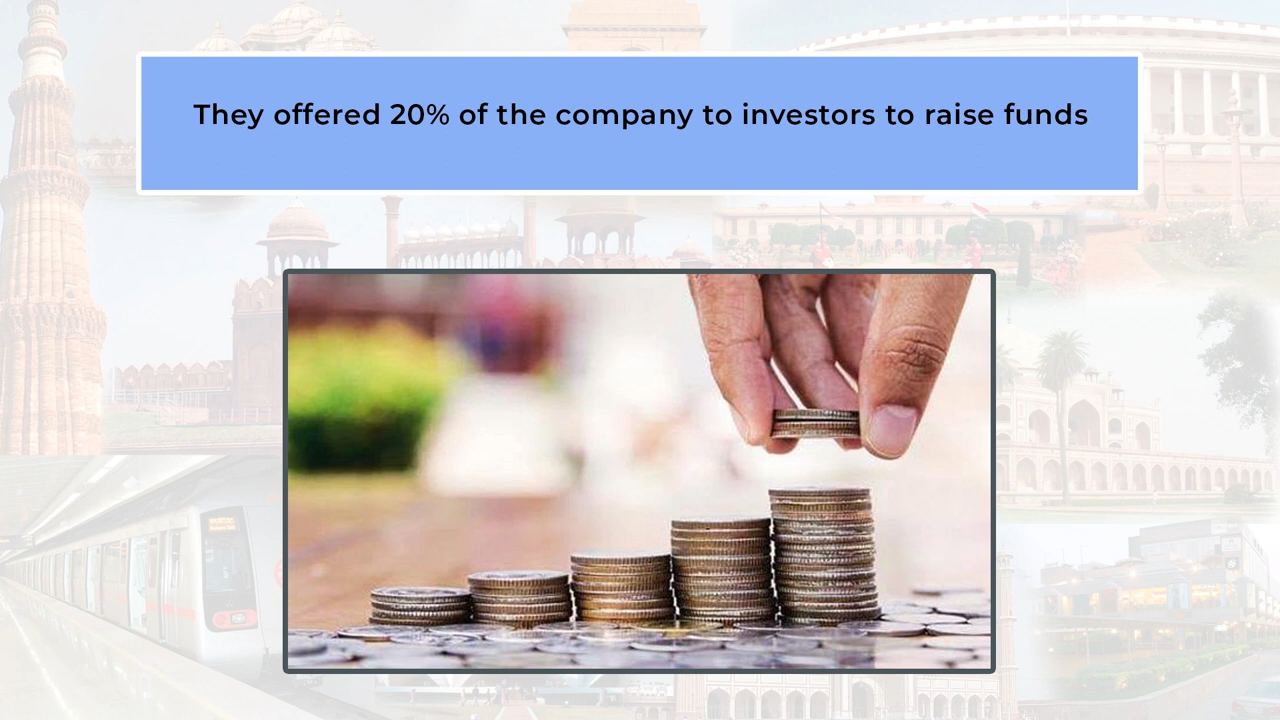 They offered 20% of the company to investors to raise funds